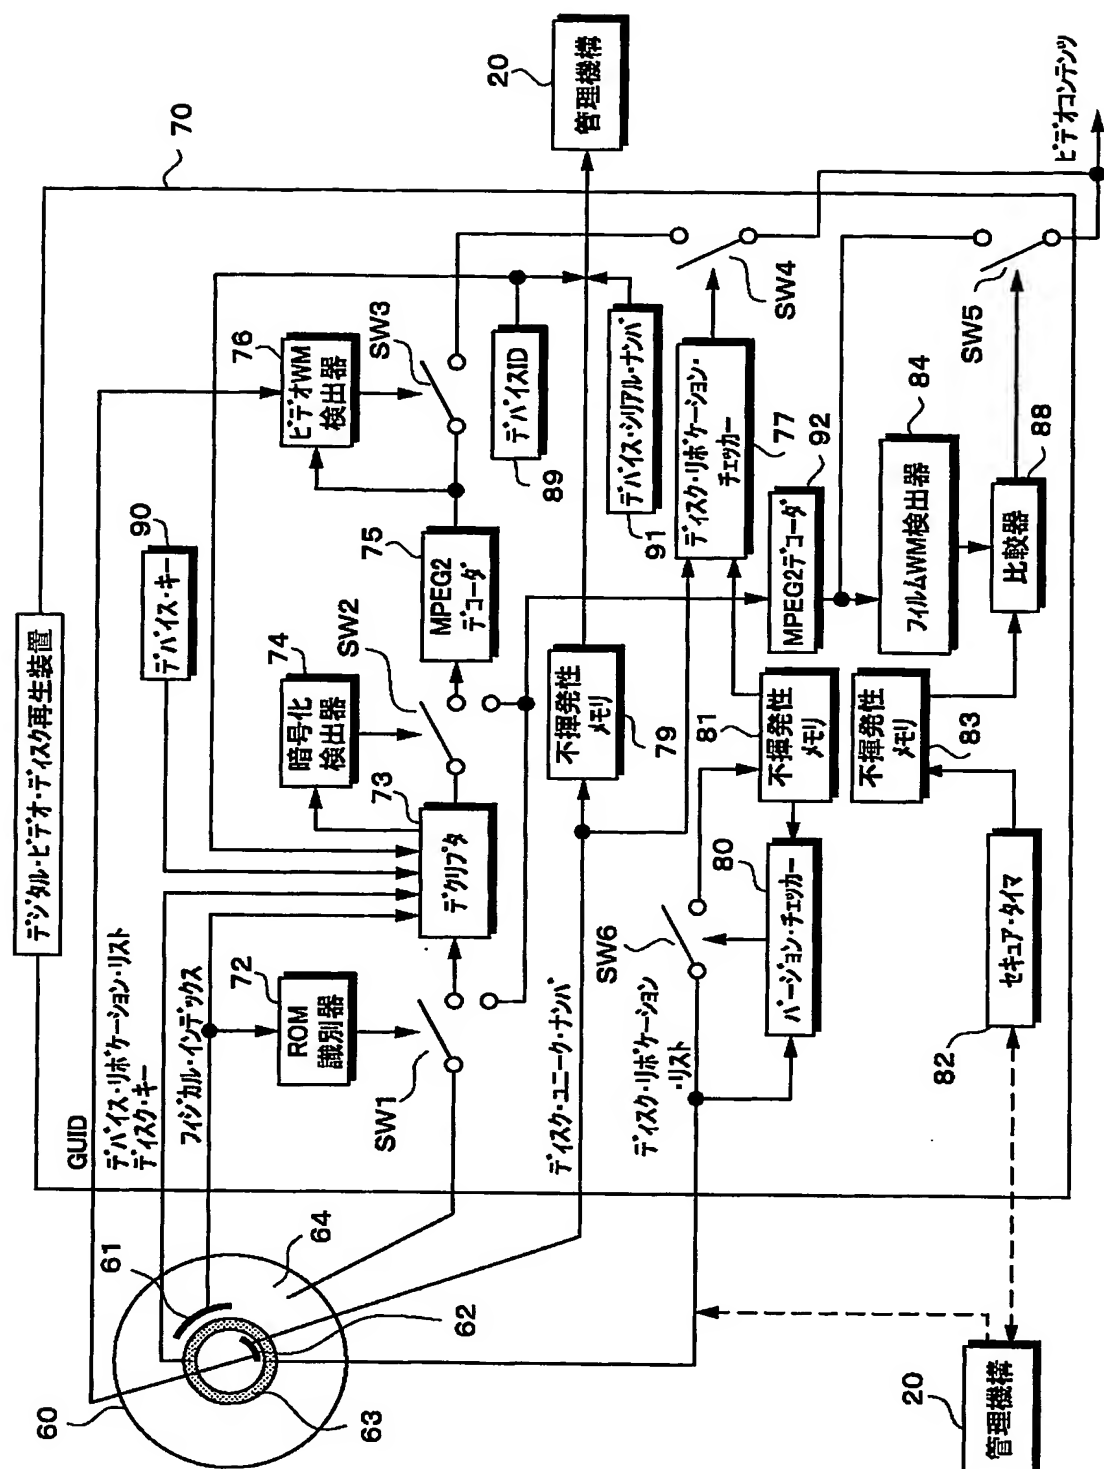 デジタル・ビデオ・ディスク再生装置
70
20
管理機構
90
デバイス・キー
76
ビデオWM
検出器
SW3
デバイスID
89
74
暗号化
検出器
SW2
75
MPEG2
デコーダ
73
デクリプタ
72
ROM
識別器
SW1
GUID
デバイス・リボケーション・リスト
ディスク・キー
フィジカル・インデックス
ディスク・ユニーク・ナンバ
ディスク・リボケーション
・リスト
61
64
62
63
60
不揮発性
メモリ
79
デバイス・シリアル・ナンバ
91
ディスク・リボケーション・
チェッカー
77
SW4
MPEG2デコーダ
92
フィルムWM検出器
84
SW5
比較器
88
81
不揮発性
メモリ
不揮発性
メモリ
83
80
バージョン・チェッカー
SW6
セキュア・タイマ
82
20
管理機構
ビデオコンテンツ